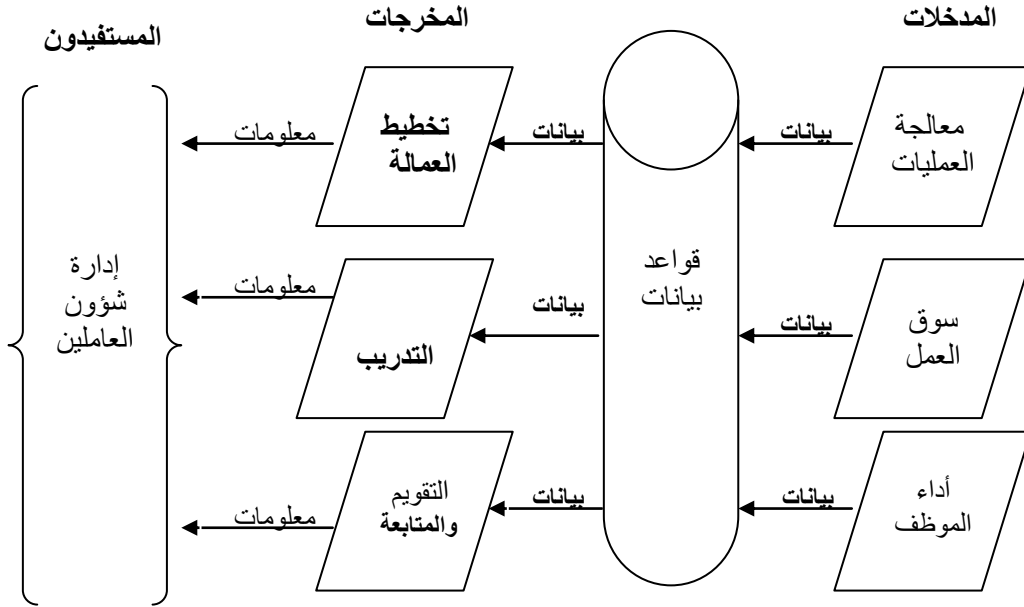 المدخلات
المخرجات
المستفيدون
معالجة
العمليات
بيانات
بيانات
تخطيط
العمالة
معلومات
سوق
العمل
بيانات
قواعد
بيانات
بيانات
التدريب
معلومات
إدارة
شؤون
العاملين
أداء
الموظف
بيانات
بيانات
التقويم
والمتابعة
معلومات